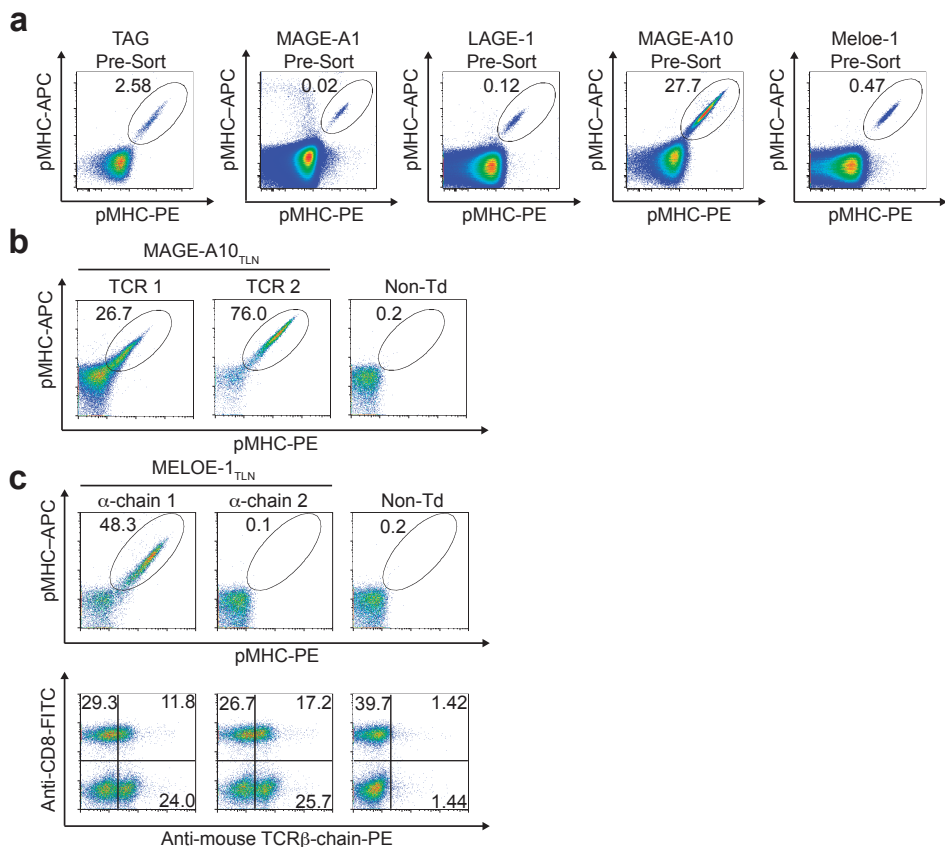 a
TAG
Pre-Sort
MAGE-A1
Pre-Sort
LAGE-1
Pre-Sort
MAGE-A10
Pre-Sort
Meloe-1
Pre-Sort
2.58
0.02
0.12
27.7
0.47
pMHC-APC
pMHC–APC
pMHC–APC
pMHC–APC
pMHC–APC
pMHC-PE
pMHC-PE
pMHC-PE
pMHC-PE
pMHC-PE
b
MAGE-A10TLN
TCR 1
TCR 2
Non-Td
26.7
76.0
0.2
pMHC-APC
pMHC-PE
c
MELOE-1TLN
α-chain 1
α-chain 2
Non-Td
48.3
0.1
0.2
pMHC–APC
pMHC-PE
29.3 11.8
26.7 17.2
39.7 1.42
24.0
25.7
1.44
Anti-CD8-FITC
Anti-mouse TCRβ-chain-PE